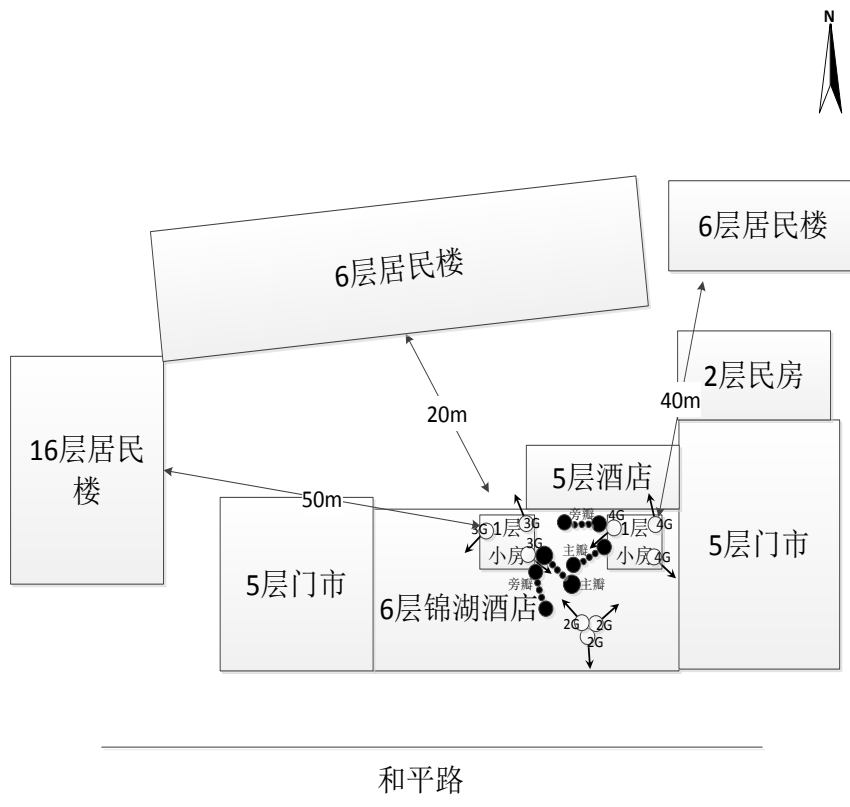 N
6层居民楼
6层居民楼
2层民房
40m
20m
16层居民
楼
5层酒店
50m
旁瓣
3G
3G
1层
小房
3G
4G
1层
小房
4G
4G
主瓣
5层门市
5层门市
旁瓣
主瓣
6层锦湖酒店
2G
2G
2G
和平路